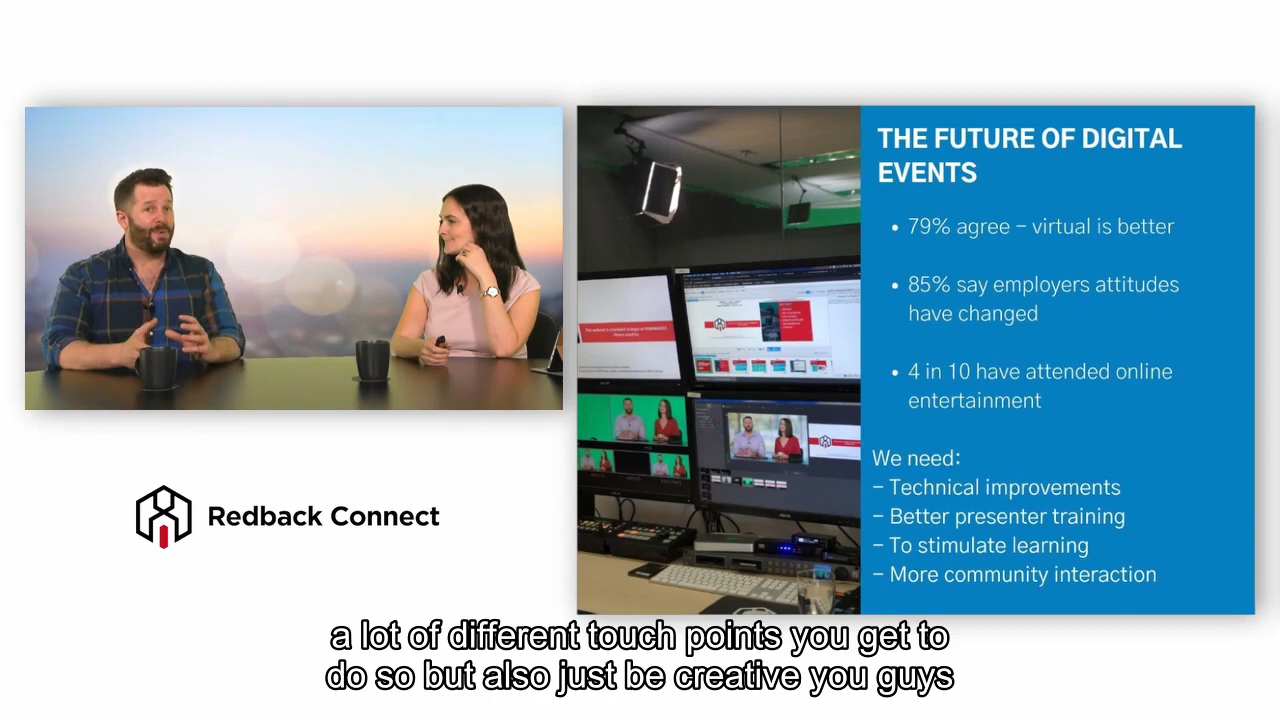 THE FUTURE OF DIGITAL
EVENTS
• 79% agree – virtual is better
• 85% say employers attitudes
have changed
• 4 in 10 have attended online
entertainment
We need:
– Technical improvements
– Better presenter training
– To stimulate learning
– More community interaction
Redback Connect
a lot of different touch points you get to
do so but also just be creative you guys